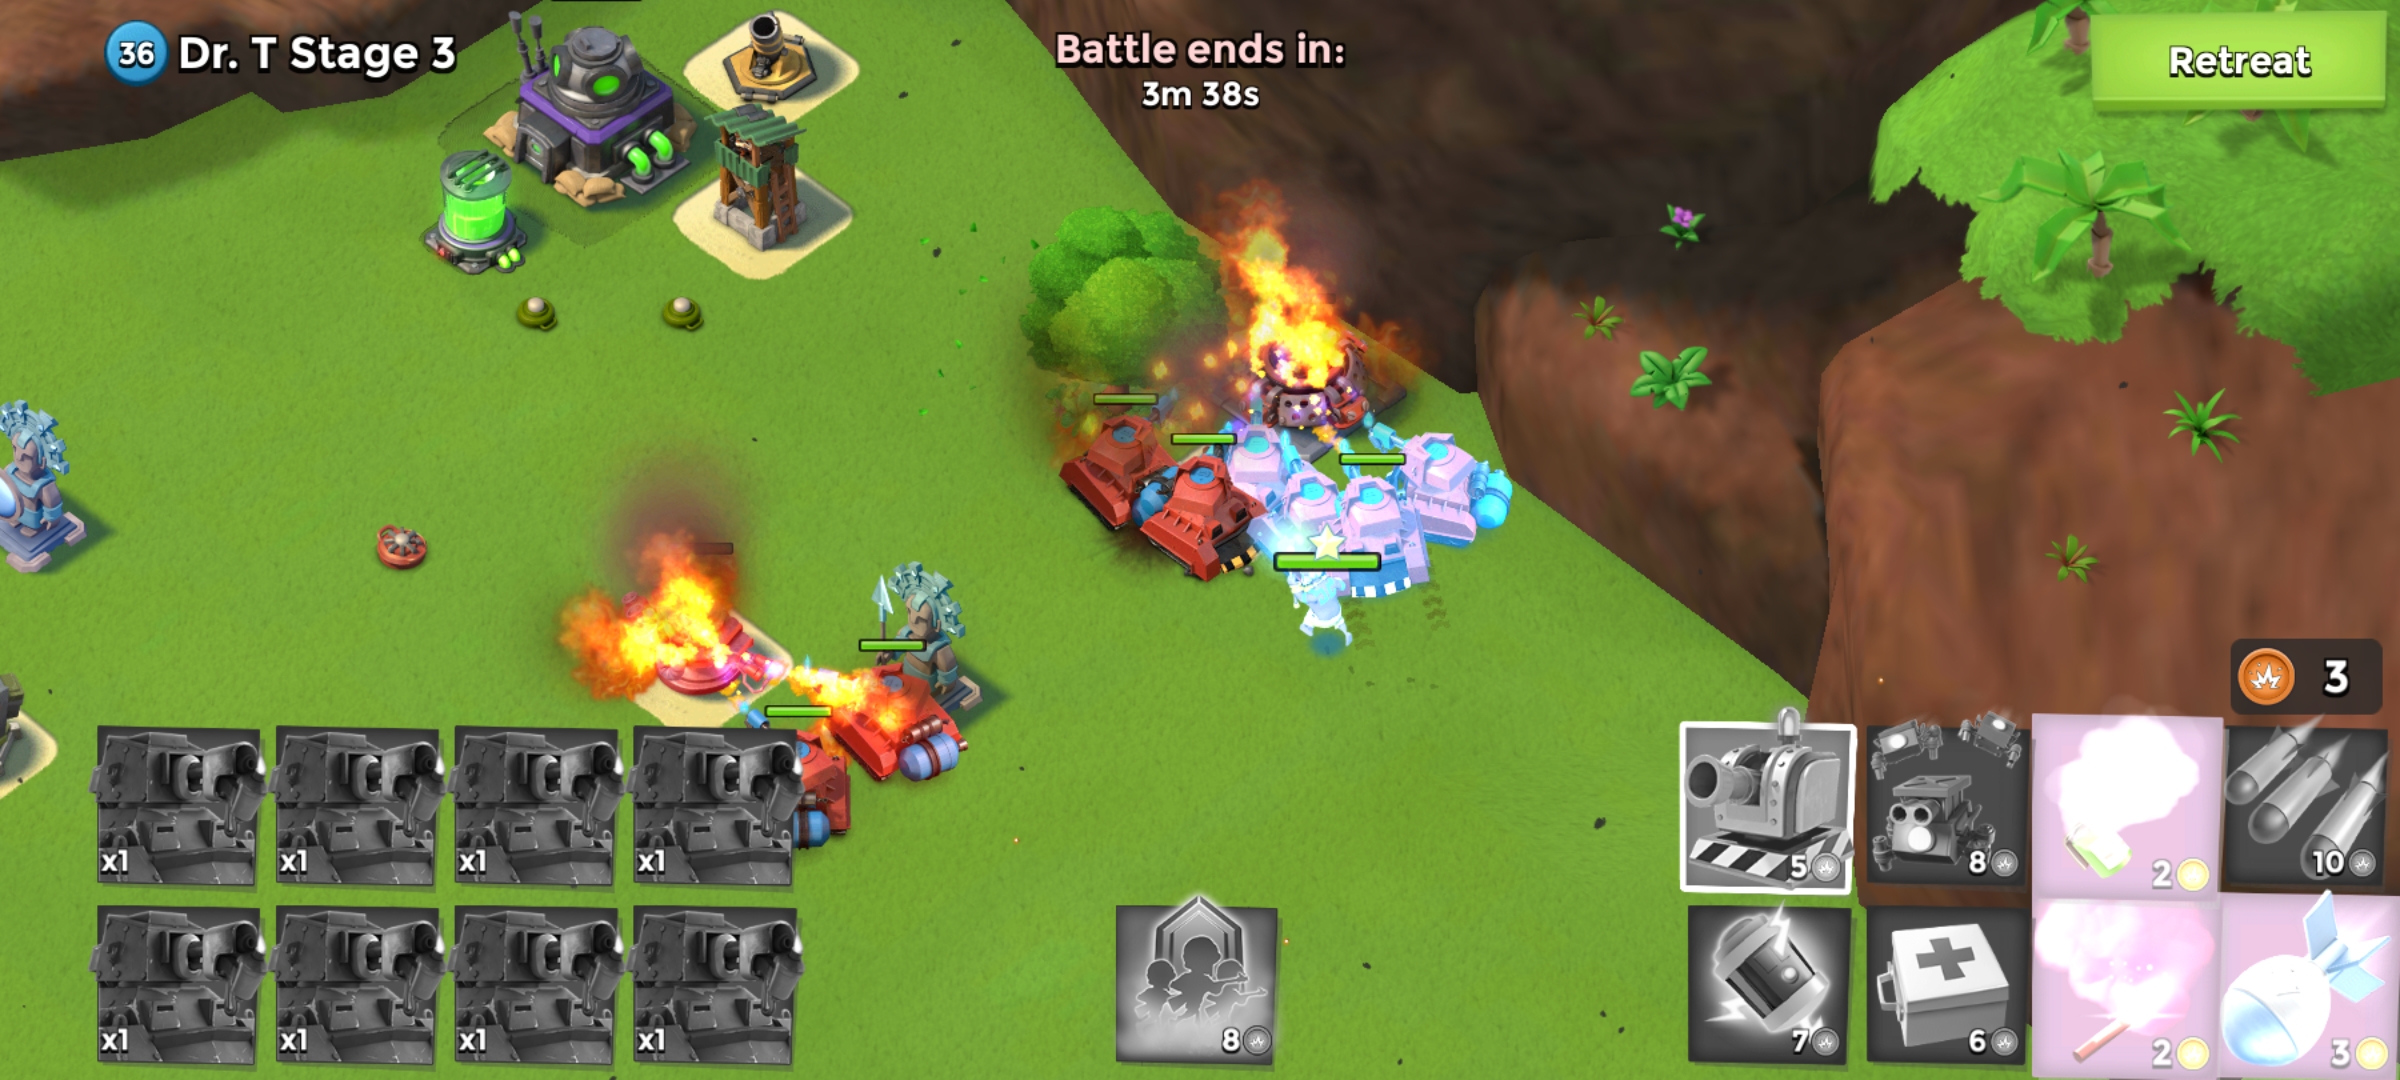 36 Dr. T Stage 3
Battle ends in:
3m 38s
Retreat
3
x1 x1 x1 x1
5 8 2 10
x1 x1 x1 x1
8
7 6 2 3